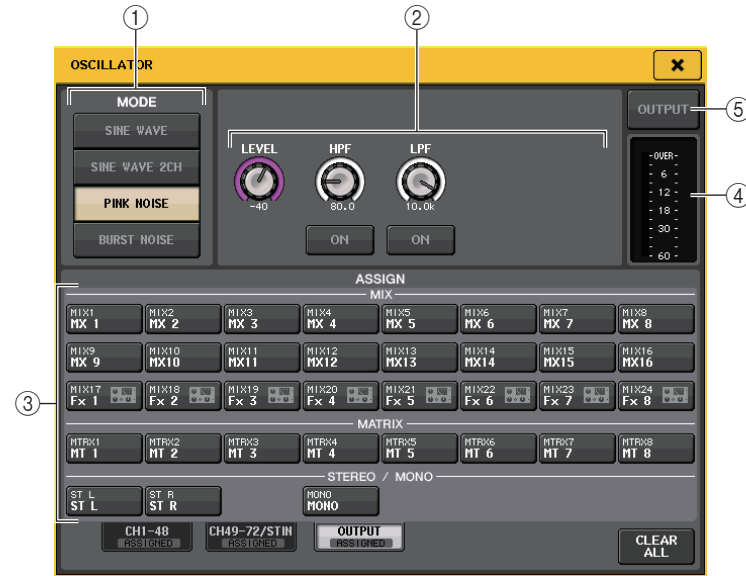 ① ②
OSCILLATOR ×
MODE
SINE WAVE
SINE WAVE 2CH
PINK NOISE
BURST NOISE
LEVEL HPF LPF
-40 80.0 10.0k
ON ON
OUTPUT ⑤
-OVER-
- 6 -
- 12 -
- 18 -
- 30 -
- 60 -
④
③
ASSIGN
MIX
MIX1 MIX2 MIX3 MIX4 MIX5 MIX6 MIX7 MIX8
MX 1 MX 2 MX 3 MX 4 MX 5 MX 6 MX 7 MX 8
MIX9 MIX10 MIX11 MIX12 MIX13 MIX14 MIX15 MIX16
MX 9 MX10 MX11 MX12 MX13 MX14 MX15 MX16
MIX17 MIX18 MIX19 MIX20 MIX21 MIX22 MIX23 MIX24
Fx 1 Fx 2 Fx 3 Fx 4 Fx 5 Fx 6 Fx 7 Fx 8
MATRIX
MTRX1 MTRX2 MTRX3 MTRX4 MTRX5 MTRX6 MTRX7 MTRX8
MT 1 MT 2 MT 3 MT 4 MT 5 MT 6 MT 7 MT 8
STEREO / MONO
ST L ST R MONO
ST L ST R MONO
CH1-48 CH49-72/STIN OUTPUT
ASSIGNED ASSIGNED ASSIGNED
CLEAR
ALL